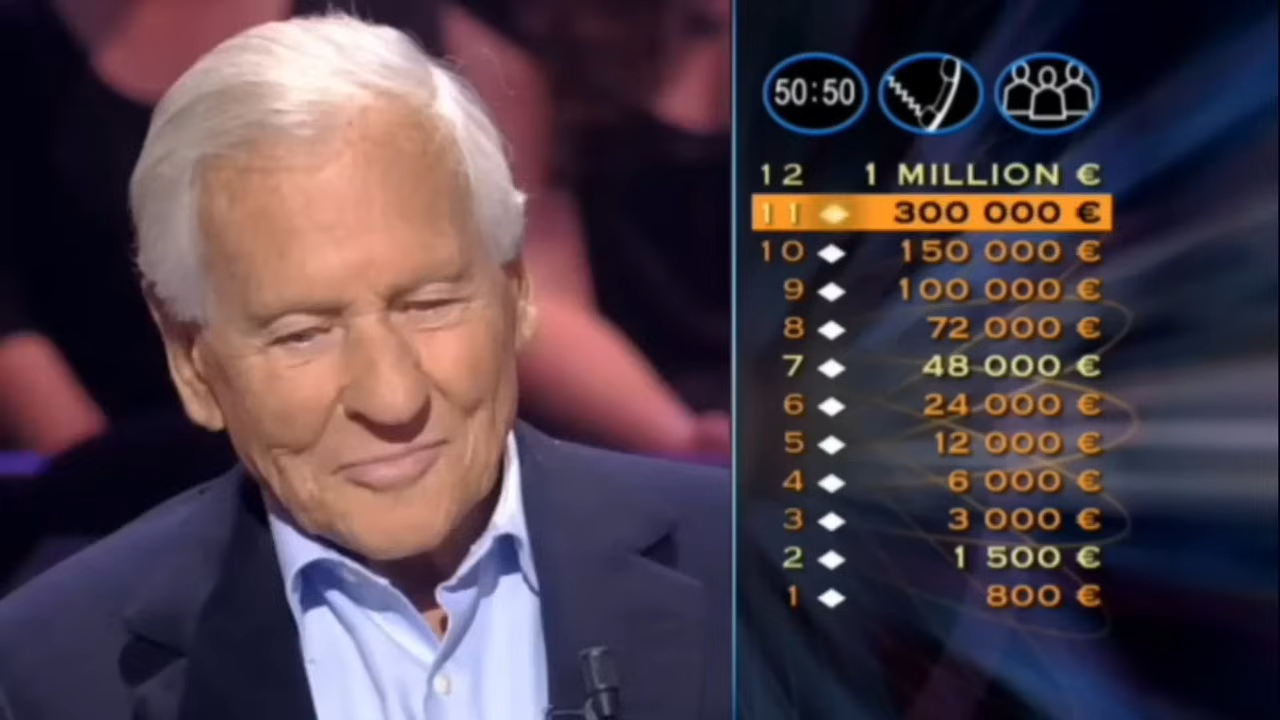 50:50
12 1 MILLION €
11 300 000 €
10 150 000 €
9 100 000 €
8 72 000 €
7 48 000 €
6 24 000 €
5 12 000 €
4 6 000 €
3 3 000 €
2 1 500 €
1 800 €